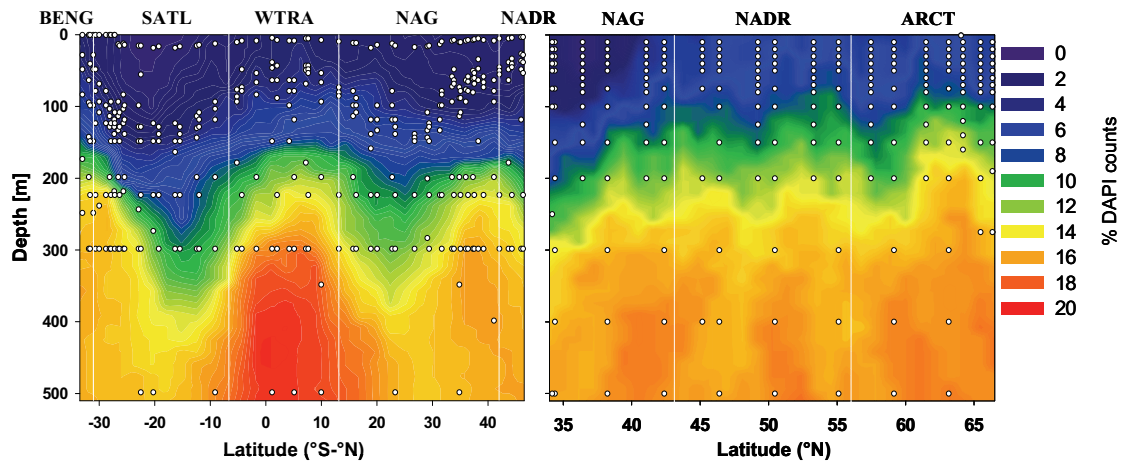 BENG SATL WTRA NAG NADR NAG NADR ARCT
0
100
200
300
400
500
Depth [m]
-30 -20 -10 0 10 20 30 40
Latitude (°S-°N)
35 40 45 50 55 60 65
Latitude (°N)
0
2
4
6
8
10
12
14
16
18
20
% DAPI counts